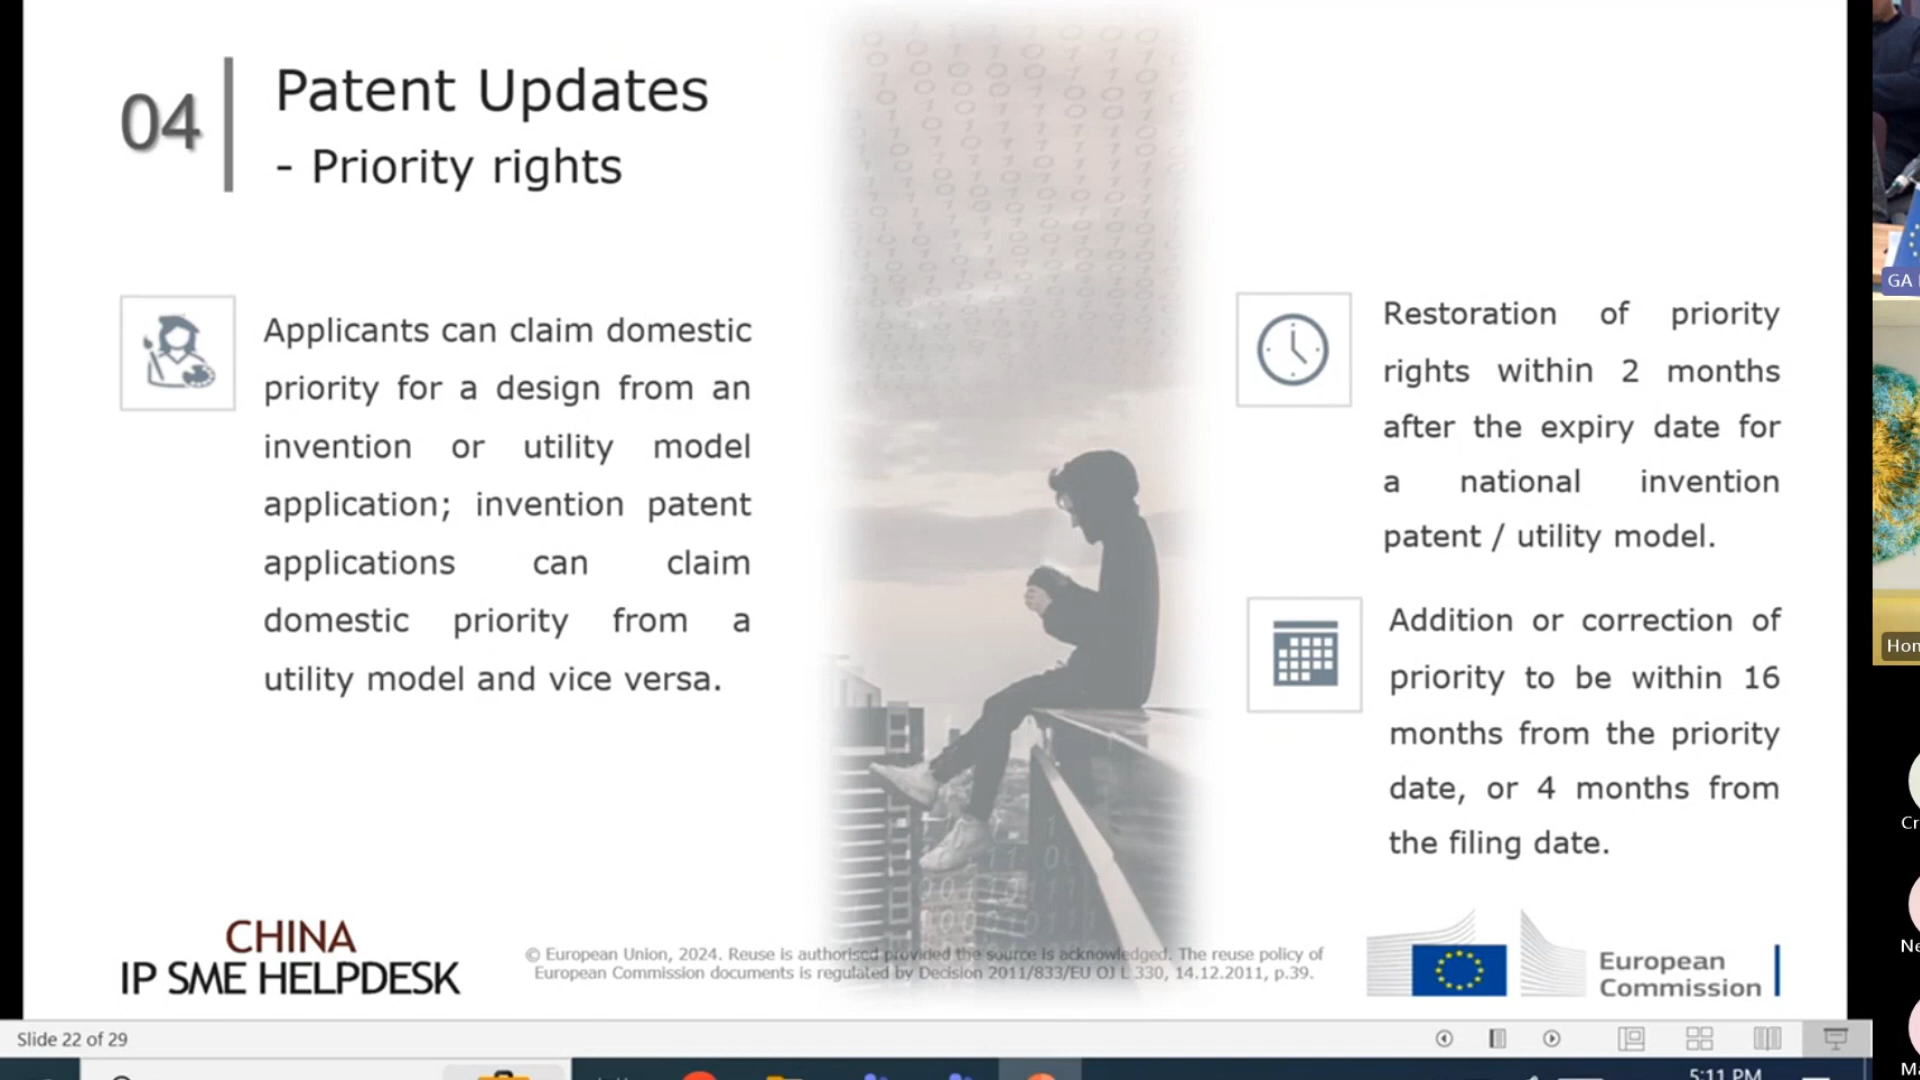 04
Patent Updates
- Priority rights
Applicants can claim domestic
priority for a design from an
invention or utility model
application; invention patent
applications can claim
domestic priority from a
utility model and vice versa.
Restoration of priority
rights within 2 months
after the expiry date for
a national invention
patent / utility model.
Addition or correction of
priority to be within 16
months from the priority
date, or 4 months from
the filing date.
CHINA
IP SME HELPDESK
© European Union, 2024. Reuse is authorised provided the source is acknowledged. The reuse policy of
European Commission documents is regulated by Decision 2011/833/EU OJ L 330, 14.12.2011, p.39.
European
Commission
Slide 22 of 29
5:11 PM
GA